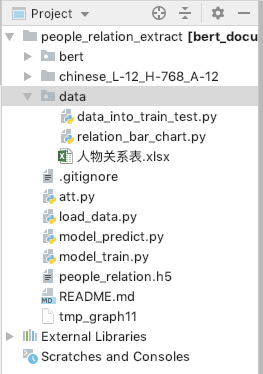 Project
people_relation_extract [bert_docu
bert
chinese_L-12_H-768_A-12
data
data_into_train_test.py
relation_bar_chart.py
人物关系表.xlsx
.gitignore
att.py
load_data.py
model_predict.py
model_train.py
people_relation.h5
README.md
tmp_graph11
External Libraries
Scratches and Consoles